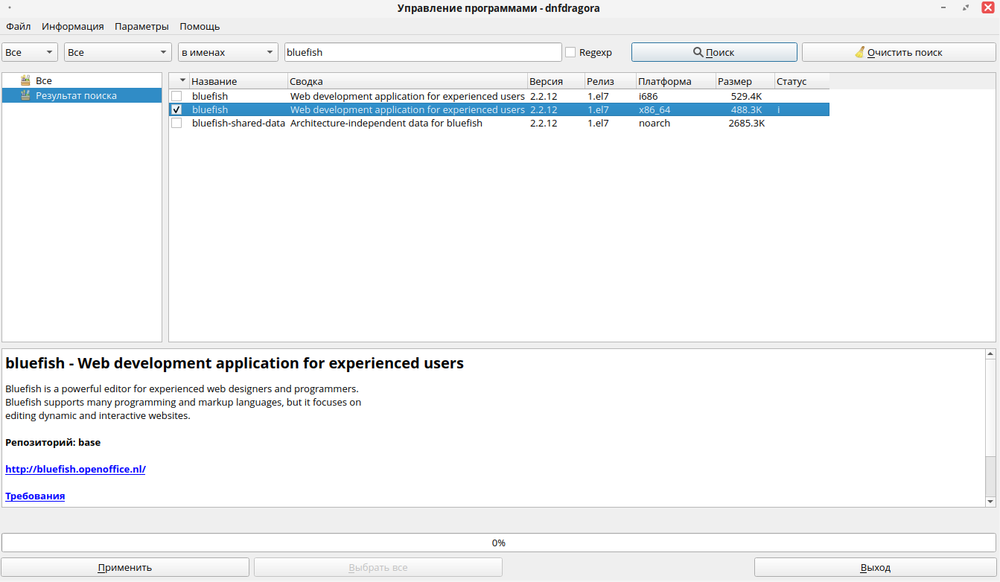 Управление программами - dnfdragora
Файл Информация Параметры Помощь
Все Все в именах bluefish Regexp Поиск Очистить поиск
Все
Результат поиска
Название Сводка Версия Релиз Платформа Размер Статус
bluefish Web development application for experienced users 2.2.12 1.el7 i686 529.4K
bluefish Web development application for experienced users 2.2.12 1.el7 x86_64 488.3K i
bluefish-shared-data Architecture-independent data for bluefish 2.2.12 1.el7 noarch 2685.3K
bluefish - Web development application for experienced users
Bluefish is a powerful editor for experienced web designers and programmers.
Bluefish supports many programming and markup languages, but it focuses on
editing dynamic and interactive websites.
Репозиторий: base
http://bluefish.openoffice.nl/
Требования
0%
Применить Выбрать все Выход